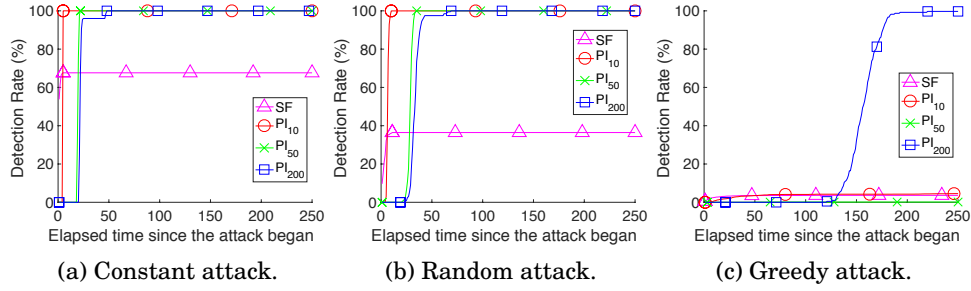 Detection Rate (%)
100
80
60
40
20
0
SF
PI10
PI50
PI200
0 50 100 150 200 250
Elapsed time since the attack began
(a) Constant attack.
Detection Rate (%)
100
80
60
40
20
0
SF
PI10
PI50
PI200
0 50 100 150 200 250
Elapsed time since the attack began
(b) Random attack.
Detection Rate (%)
100
80
60
40
20
0
SF
PI10
PI50
PI200
0 50 100 150 200 250
Elapsed time since the attack began
(c) Greedy attack.